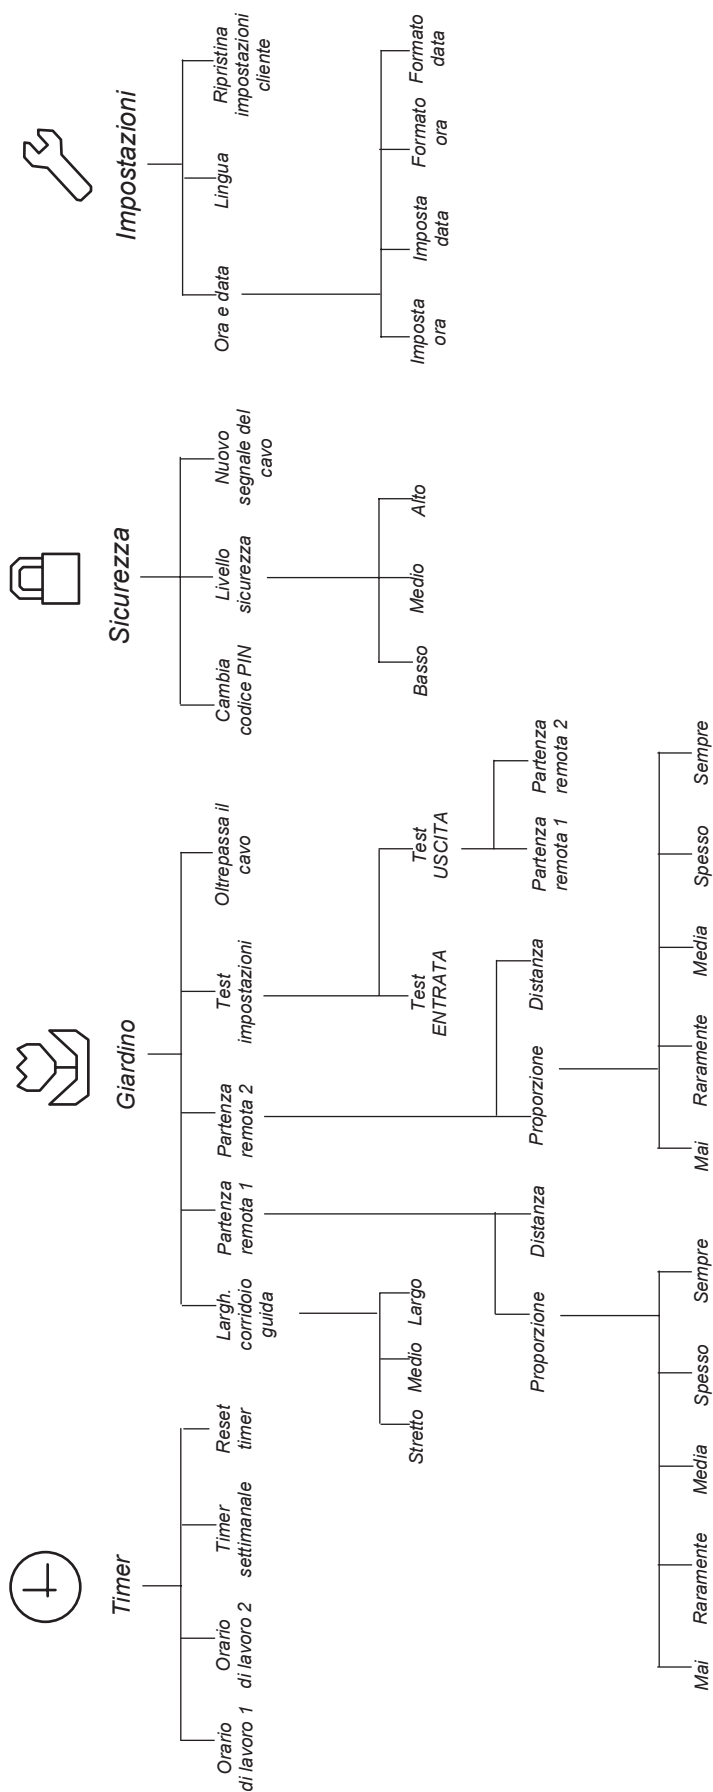 Timer
Orario
di lavoro 1
Orario
di lavoro 2
Timer
settimanale
Reset
timer
Giardino
Largh.
corridoio
guida
Stretto
Medio
Largo
Partenza
remota 1
Proporzione
Mai
Raramente
Media
Spesso
Sempre
Distanza
Partenza
remota 2
Proporzione
Mai
Raramente
Media
Spesso
Sempre
Distanza
Test
impostazioni
Test
ENTRATA
Test
USCITA
Partenza
remota 1
Partenza
remota 2
Oltrepassa il
cavo
Sicurezza
Cambia
codice PIN
Livello
sicurezza
Basso
Medio
Alto
Nuovo
segnale del
cavo
Impostazioni
Ora e data
Imposta
ora
Imposta
data
Formato
ora
Formato
data
Lingua
Ripristina
impostazioni
cliente